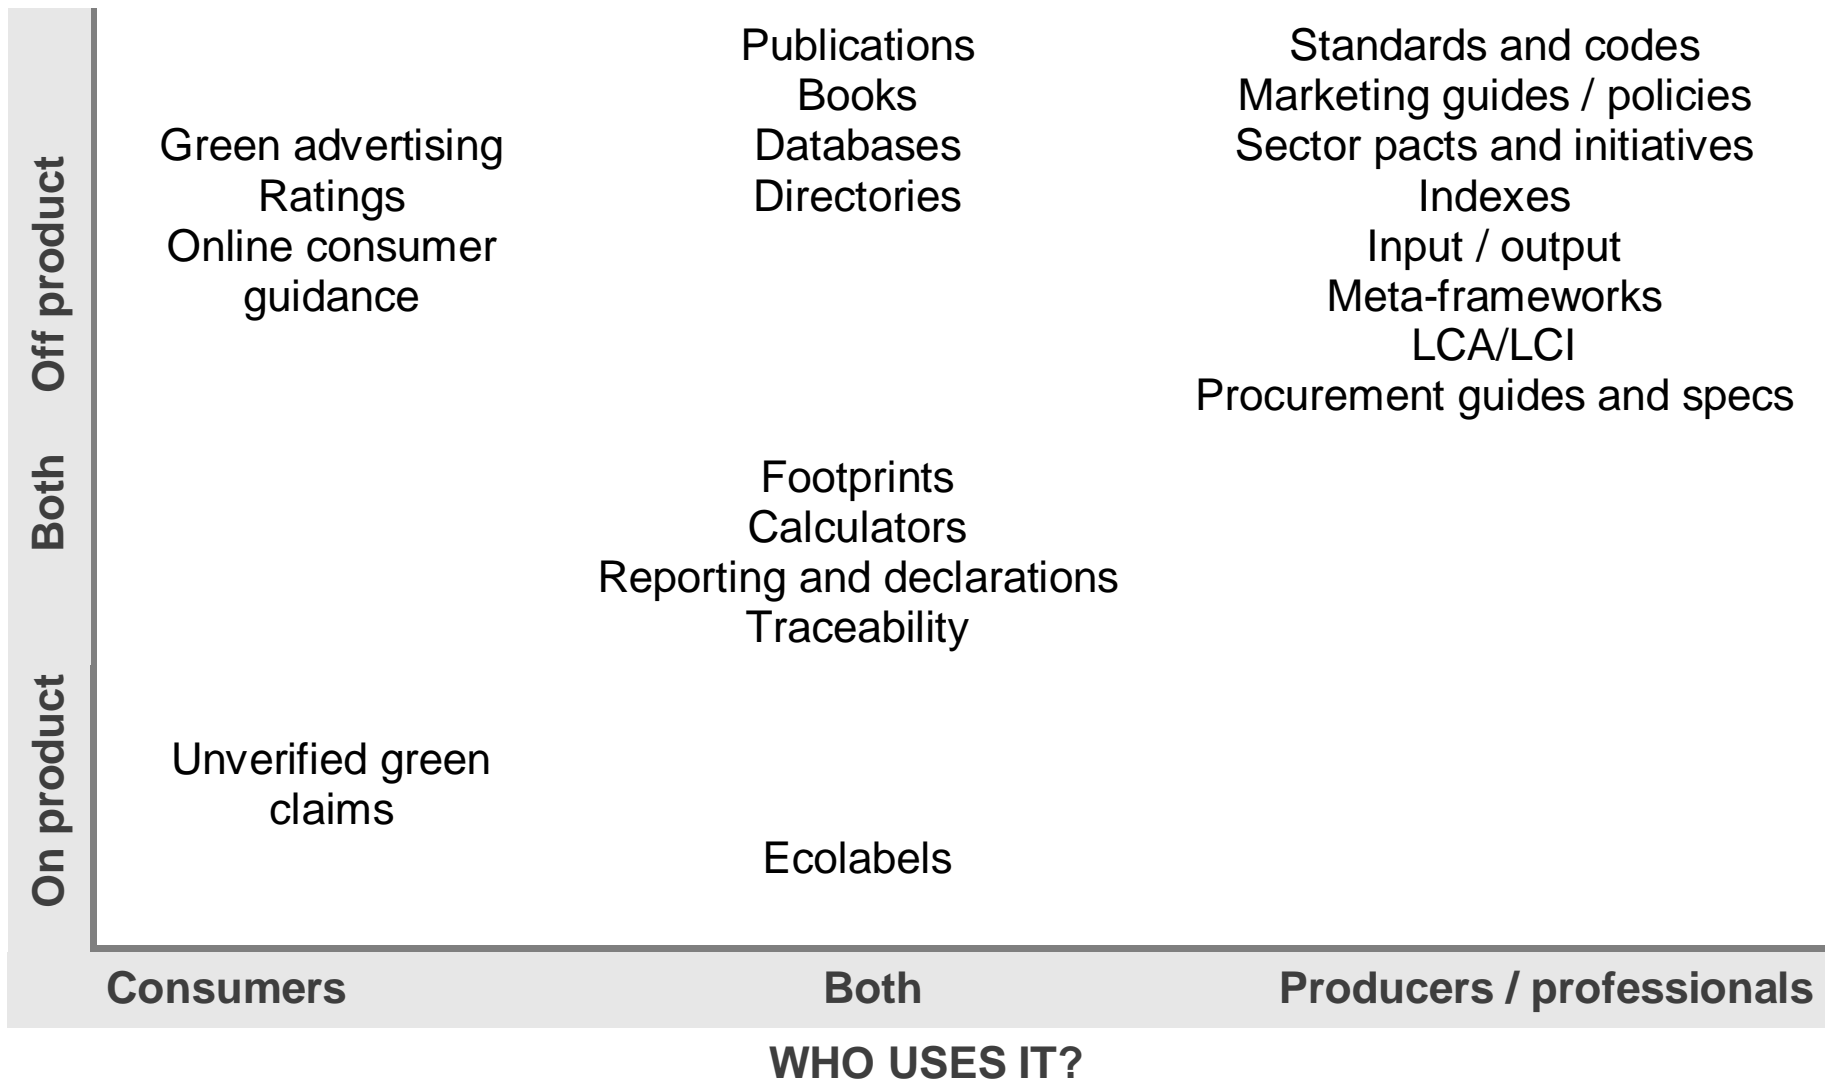 Off product
Both
On product
Green advertising
Ratings
Online consumer
guidance
Publications
Books
Databases
Directories
Standards and codes
Marketing guides / policies
Sector pacts and initiatives
Indexes
Input / output
Meta-frameworks
LCA/LCI
Procurement guides and specs
Footprints
Calculators
Reporting and declarations
Traceability
Unverified green
claims
Ecolabels
Consumers
Both
Producers / professionals
WHO USES IT?